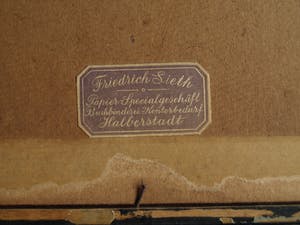 Friedrich Sieth
Papier-Specialgeschäft
Buchbinderei-Kontorbedarf
Halberstadt